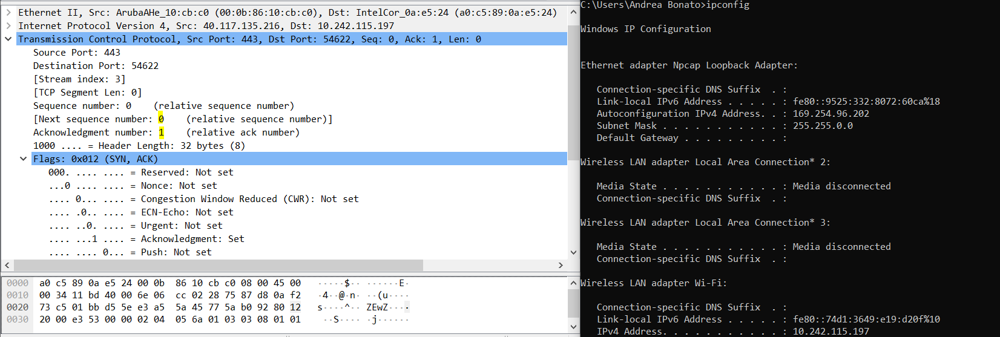 Ethernet II, Src: ArubaAHe_10:cb:c0 (00:0b:86:10:cb:c0), Dst: IntelCor_0a:e5:24 (a0:c5:89:0a:e5:24)
Internet Protocol Version 4, Src: 40.117.135.216, Dst: 10.242.115.197
Transmission Control Protocol, Src Port: 443, Dst Port: 54622, Seq: 0, Ack: 1, Len: 0
Source Port: 443
Destination Port: 54622
[Stream index: 3]
[TCP Segment Len: 0]
Sequence number: 0    (relative sequence number)
[Next sequence number: 0    (relative sequence number)]
Acknowledgment number: 1    (relative ack number)
1000 .... = Header Length: 32 bytes (8)
Flags: 0x012 (SYN, ACK)
000. .... .... = Reserved: Not set
...0 .... .... = Nonce: Not set
.... 0... .... = Congestion Window Reduced (CWR): Not set
.... .0.. .... = ECN-Echo: Not set
.... ..0. .... = Urgent: Not set
.... ...1 .... = Acknowledgment: Set
.... .... 0... = Push: Not set
0000  a0 c5 89 0a e5 24 00 0b  86 10 cb c0 08 00 45 00   ·····$·· ······E·
0010  00 34 11 bd 40 00 6e 06  cc 02 28 75 87 d8 0a f2   ·4··@·n· ··(u····
0020  73 c5 01 bb d5 5e e3 a5  5a 45 77 5a b0 92 80 12   s····^·· ZEwZ····
0030  20 00 e3 53 00 00 02 04  05 6a 01 03 03 08 01 01    ··S···· ·j······
C:\Users\Andrea Bonato>ipconfig
Windows IP Configuration
Ethernet adapter Npcap Loopback Adapter:
Connection-specific DNS Suffix  . :
Link-local IPv6 Address . . . . . : fe80::9525:332:8072:60ca%18
Autoconfiguration IPv4 Address. . : 169.254.96.202
Subnet Mask . . . . . . . . . . . : 255.255.0.0
Default Gateway . . . . . . . . . :
Wireless LAN adapter Local Area Connection* 2:
Media State . . . . . . . . . . . : Media disconnected
Connection-specific DNS Suffix  . :
Wireless LAN adapter Local Area Connection* 3:
Media State . . . . . . . . . . . : Media disconnected
Connection-specific DNS Suffix  . :
Wireless LAN adapter Wi-Fi:
Connection-specific DNS Suffix  . :
Link-local IPv6 Address . . . . . : fe80::74d1:3649:e19:d20f%10
IPv4 Address. . . . . . . . . . . : 10.242.115.197